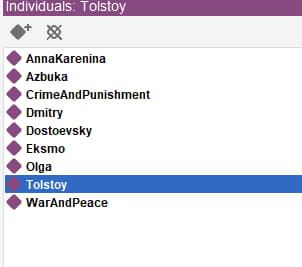 Individuals: Tolstoy
AnnaKarenina
Azbuka
CrimeAndPunishment
Dmitry
Dostoevsky
Eksmo
Olga
Tolstoy
WarAndPeace